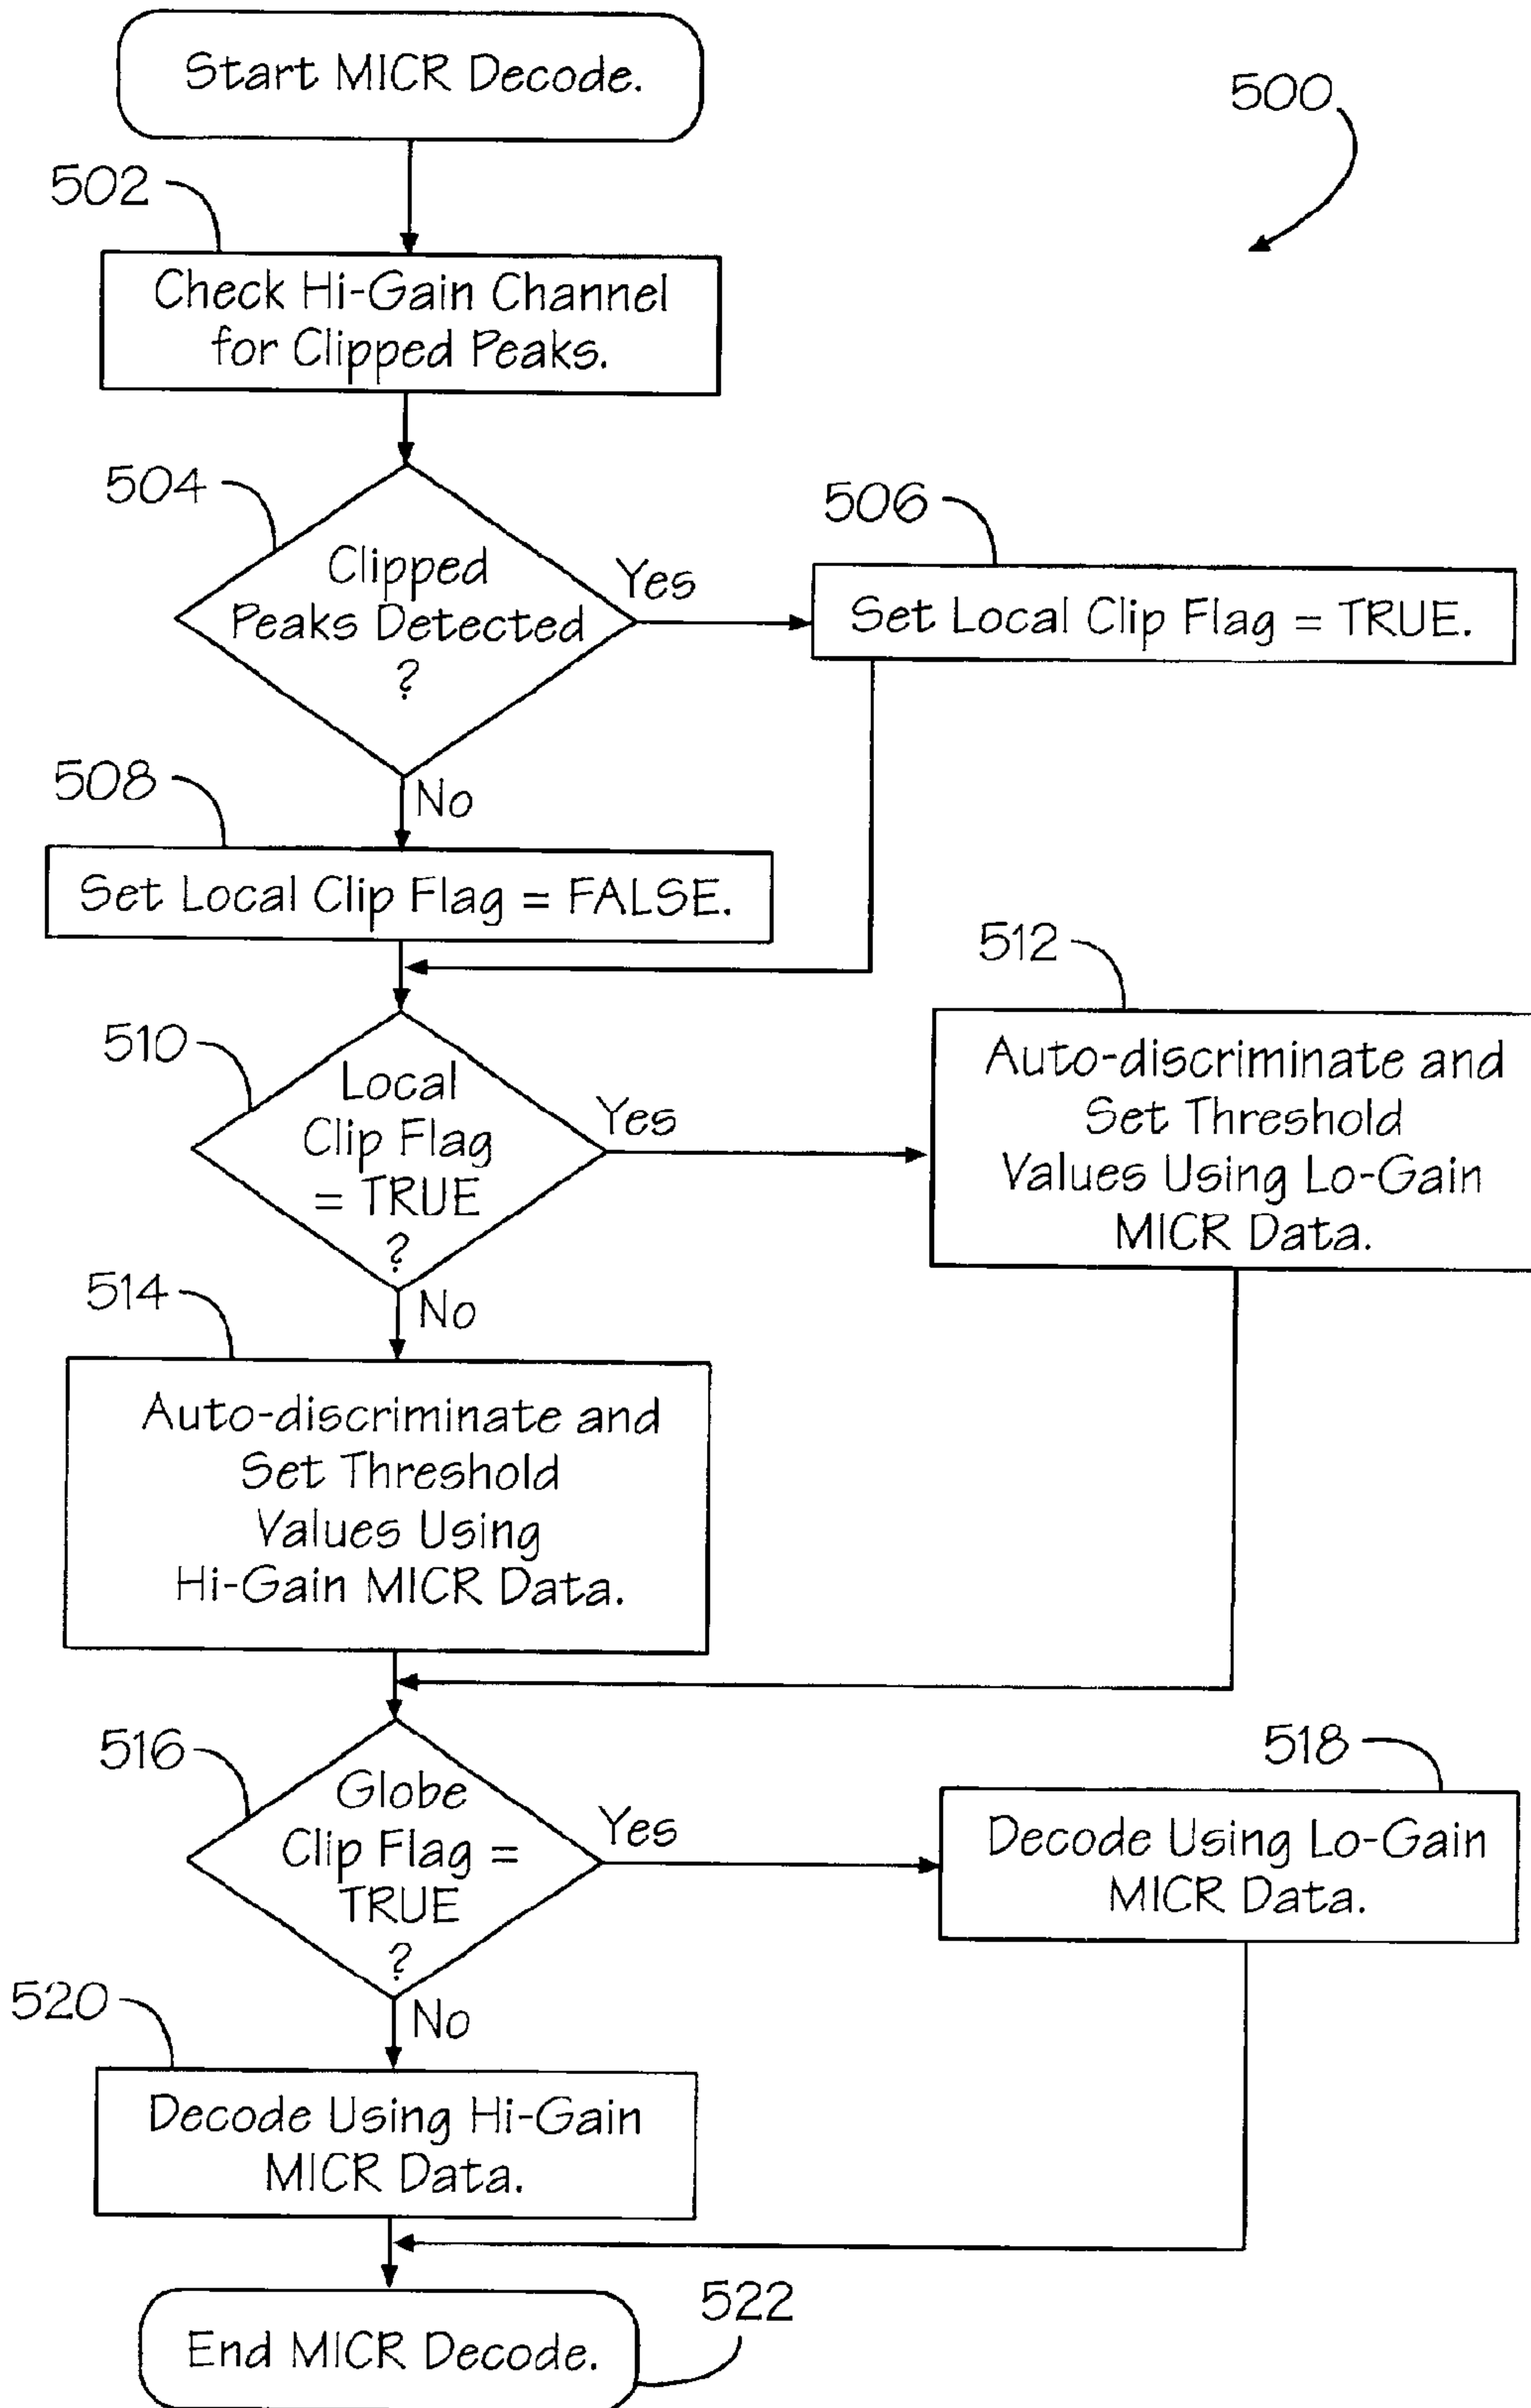 Start MICR Decode.
500
502
Check Hi-Gain Channel
for Clipped Peaks.
504
Clipped
Peaks Detected
?
Yes
506
Set Local Clip Flag = TRUE.
No
508
Set Local Clip Flag = FALSE.
510
Local
Clip Flag
= TRUE
?
Yes
512
Auto-discriminate and
Set Threshold
Values Using Lo-Gain
MICR Data.
No
514
Auto-discriminate and
Set Threshold
Values Using
Hi-Gain MICR Data.
516
Globe
Clip Flag =
TRUE
?
Yes
518
Decode Using Lo-Gain
MICR Data.
No
520
Decode Using Hi-Gain
MICR Data.
End MICR Decode.
522